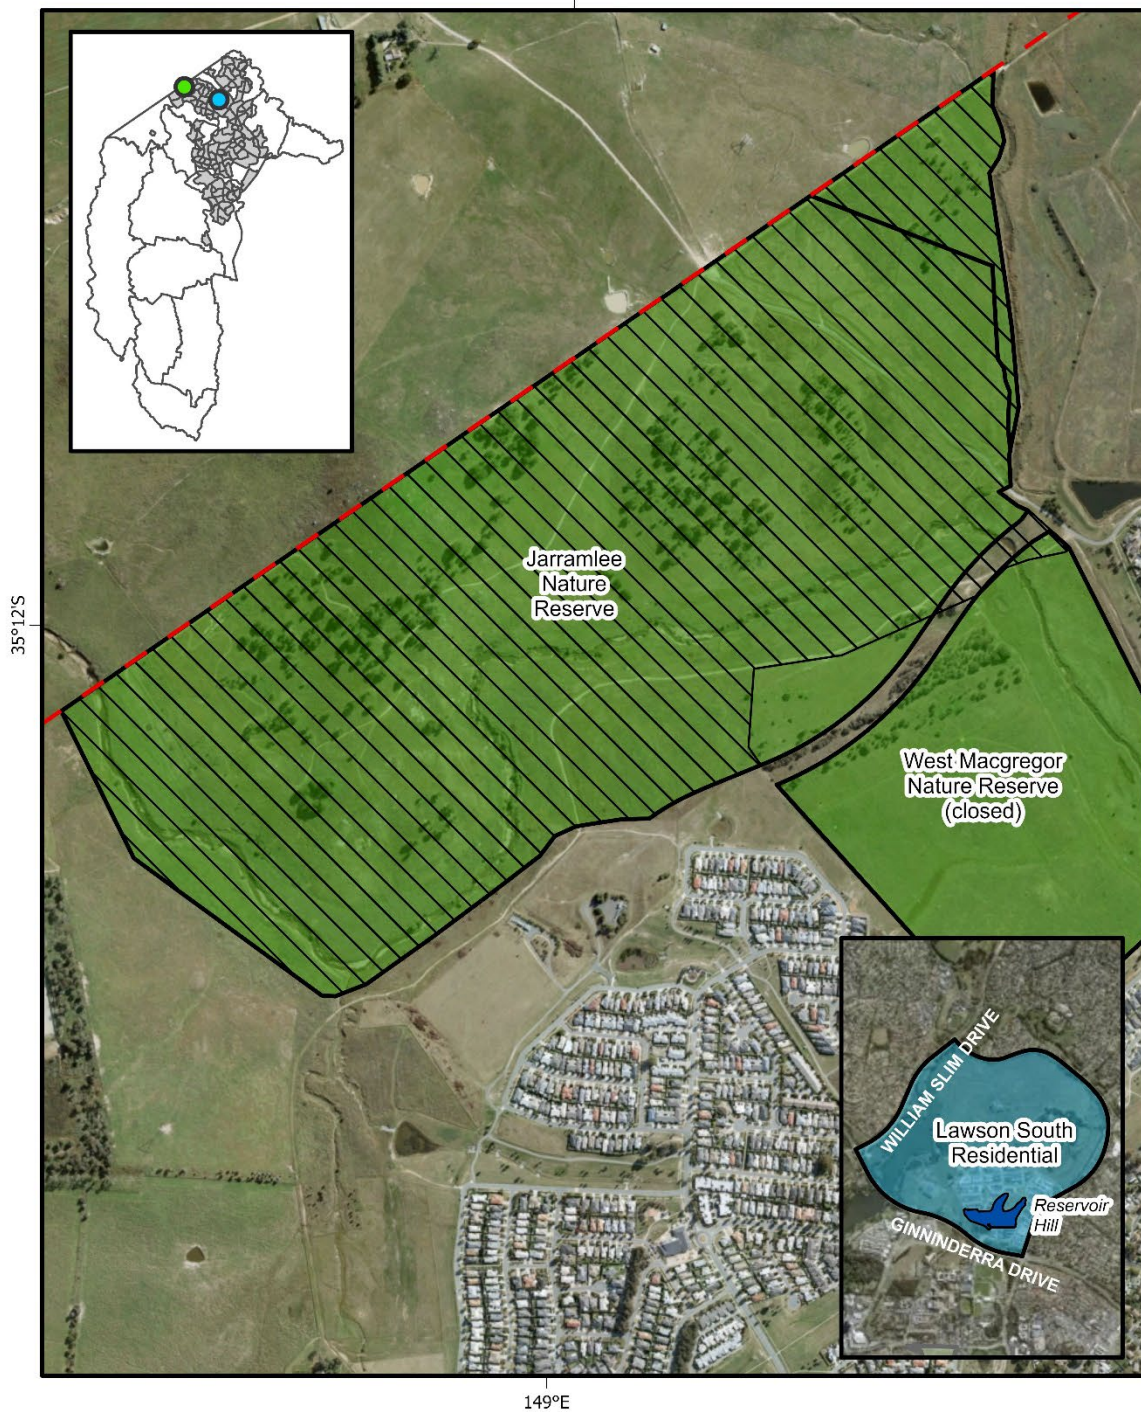 Jarramlee
Nature
Reserve
35°12'S
West Macgregor
Nature Reserve
(closed)
WILLIAM SLIM DRIVE
Lawson South
Residential
Reservoir
Hill
GINNINDERRA DRIVE
149°E